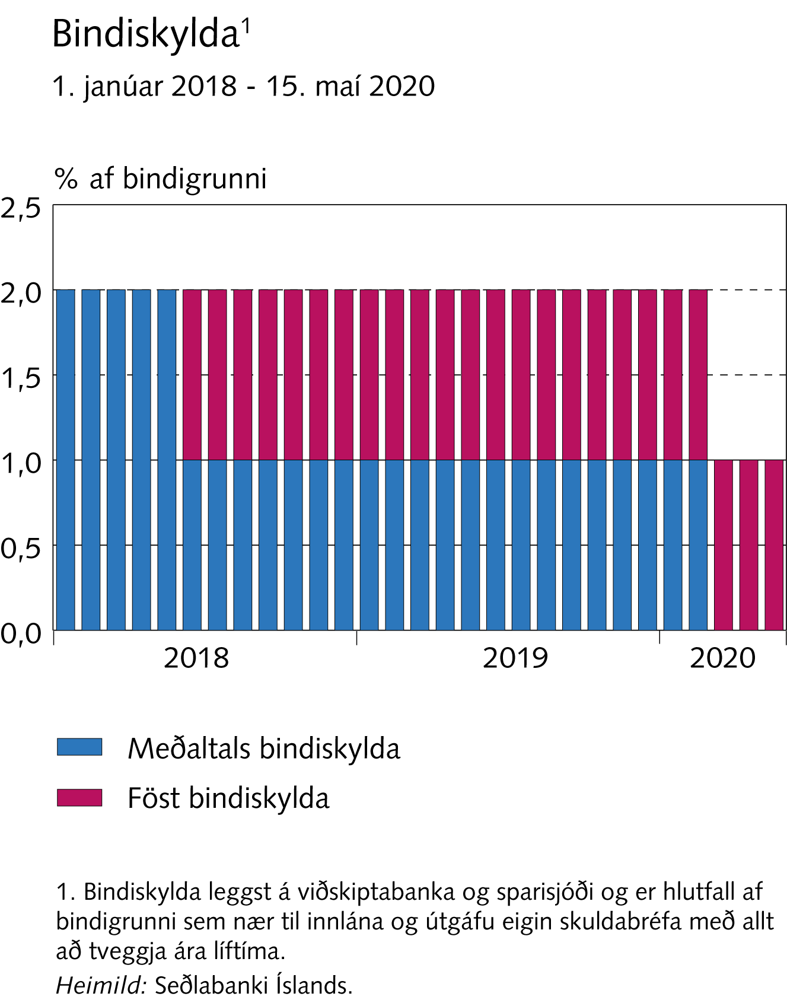 Bindiskylda¹
1. janúar 2018 - 15. maí 2020
% af bindigrunni
2,5
2,0
1,5
1,0
0,5
0,0
2018 2019 2020
Meðaltals bindiskylda
Föst bindiskylda
1. Bindiskylda leggst á viðskiptabanka og sparisjóði og er hlutfall af
bindigrunni sem nær til innlána og útgáfu eigin skuldabréfa með allt
að tveggja ára líftíma.
Heimild: Seðlabanki Íslands.